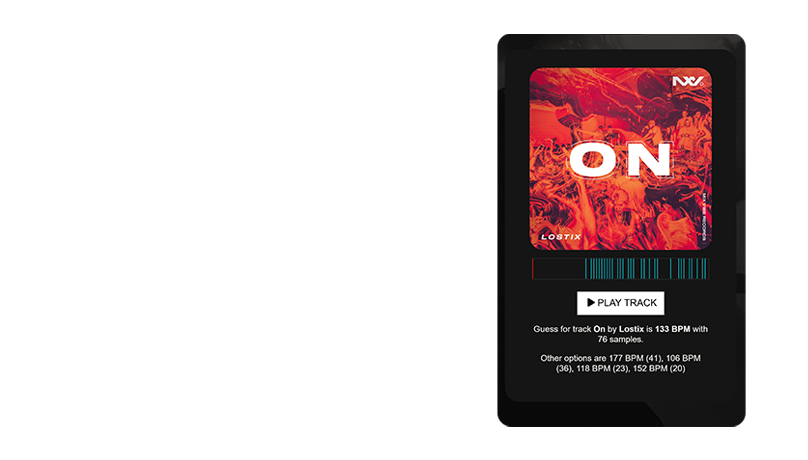 NXV
ON
LOSTIX
PLAY TRACK
Guess for track On by Lostix is 133 BPM with
76 samples.
Other options are 177 BPM (41), 106 BPM
(36), 118 BPM (23), 152 BPM (20)